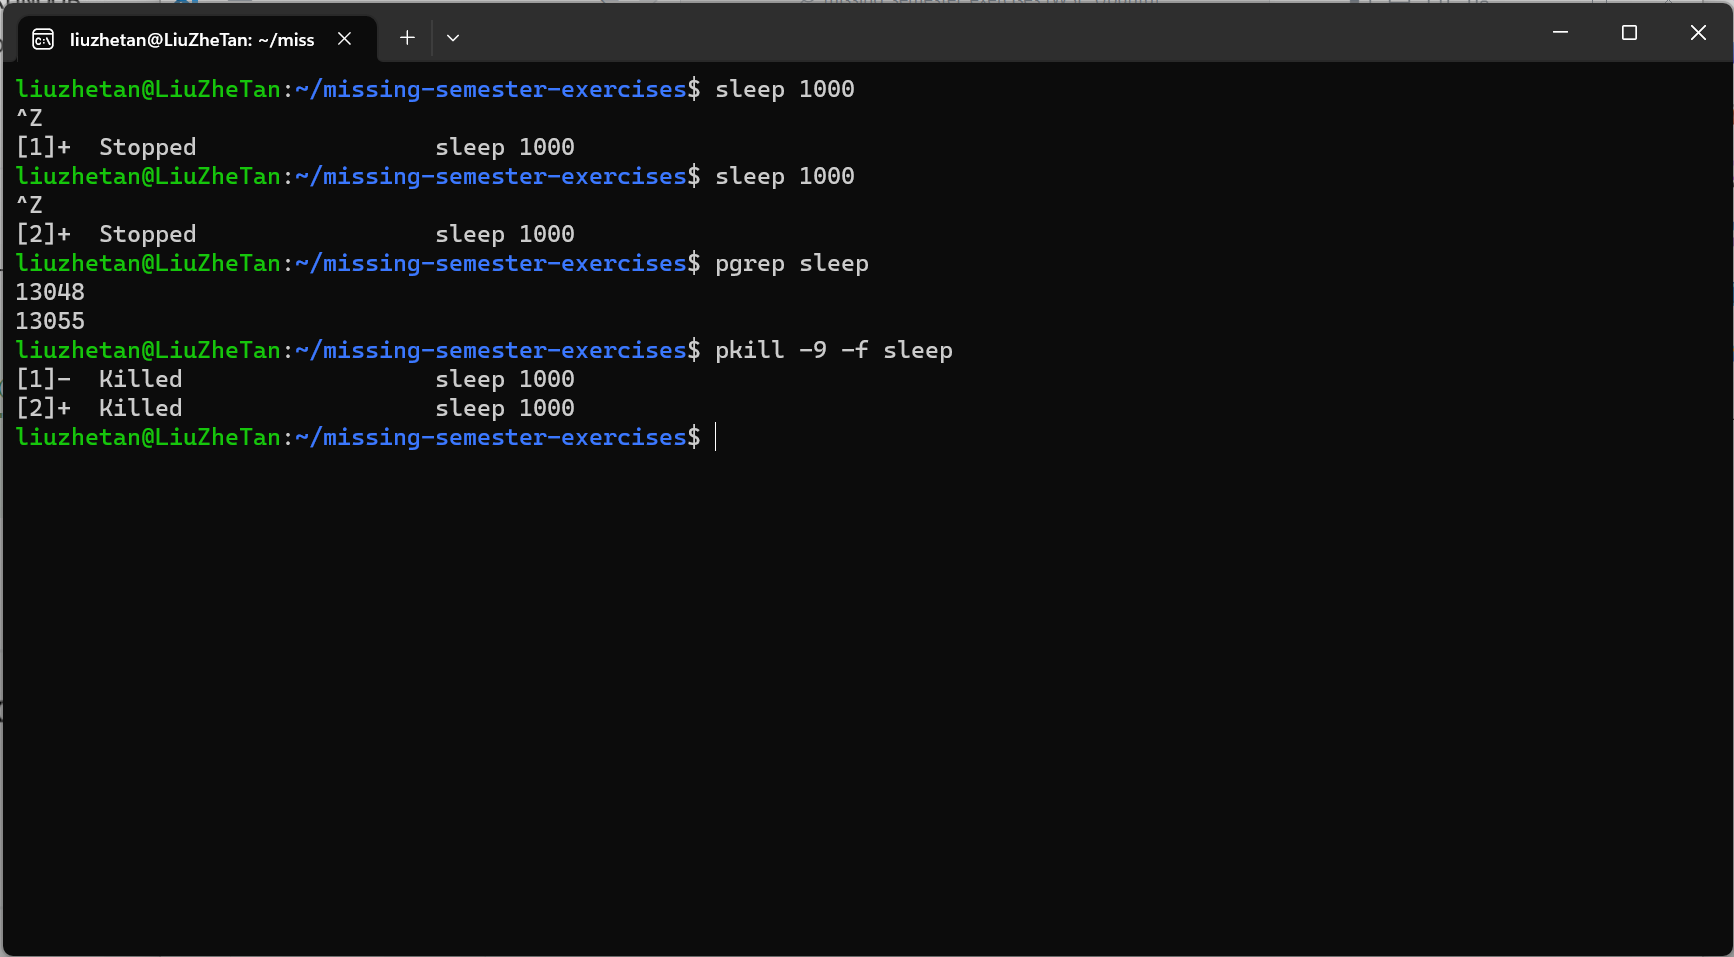 liuzhetan@LiuZheTan: ~/miss
liuzhetan@LiuZheTan:~/missing-semester-exercises$ sleep 1000
^Z
[1]+  Stopped                 sleep 1000
liuzhetan@LiuZheTan:~/missing-semester-exercises$ sleep 1000
^Z
[2]+  Stopped                 sleep 1000
liuzhetan@LiuZheTan:~/missing-semester-exercises$ pgrep sleep
13048
13055
liuzhetan@LiuZheTan:~/missing-semester-exercises$ pkill -9 -f sleep
[1]-  Killed                  sleep 1000
[2]+  Killed                  sleep 1000
liuzhetan@LiuZheTan:~/missing-semester-exercises$